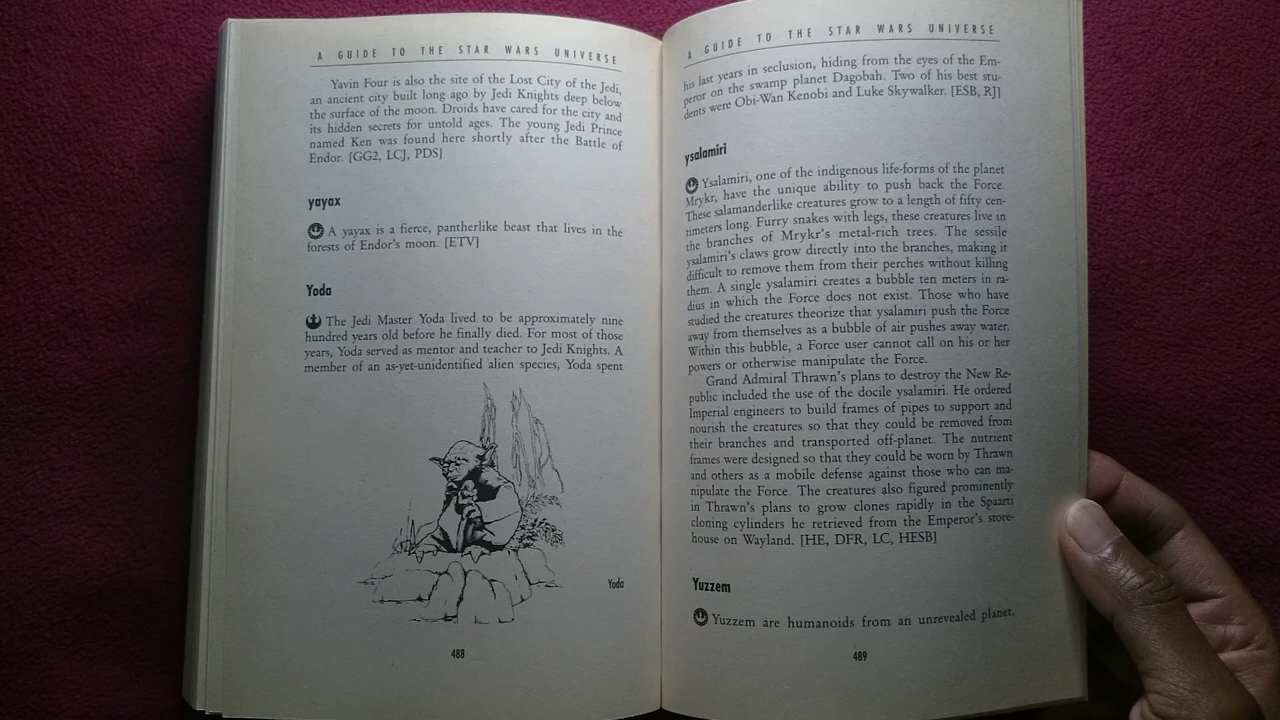 A GUIDE TO THE STAR WARS UNIVERSE
Yavin Four is also the site of the Lost City of the Jedi,
an ancient city built long ago by Jedi Knights deep below
the surface of the moon. Droids have cared for the city and
its hidden secrets for untold ages. The young Jedi Prince
named Ken was found here shortly after the Battle of
Endor. [GG2, LCJ, PDS]
yayax
A yayax is a fierce, pantherlike beast that lives in the
forests of Endor's moon. [ETV]
Yoda
The Jedi Master Yoda lived to be approximately nine
hundred years old before he finally died. For most of those
years, Yoda served as mentor and teacher to Jedi Knights. A
member of an as-yet-unidentified alien species, Yoda spent
Yoda
488
A GUIDE TO THE STAR WARS UNIVERSE
his last years in seclusion, hiding from the eyes of the Em-
peror on the swamp planet Dagobah. Two of his best stu-
dents were Obi-Wan Kenobi and Luke Skywalker. [ESB, RJ]
ysalamiri
Ysalamiri, one of the indigenous life-forms of the planet
Mrykr, have the unique ability to push back the Force.
These salamanderlike creatures grow to a length of fifty cen-
timeters long. Furry snakes with legs, these creatures live in
the branches of Mrykr's metal-rich trees. The sessile
ysalamiri's claws grow directly into the branches, making it
difficult to remove them from their perches without killing
them. A single ysalamiri creates a bubble ten meters in ra-
dius in which the Force does not exist. Those who have
studied the creatures theorize that ysalamiri push the Force
away from themselves as a bubble of air pushes away water.
Within this bubble, a Force user cannot call on his or her
powers or otherwise manipulate the Force.
Grand Admiral Thrawn's plans to destroy the New Re-
public included the use of the docile ysalamiri. He ordered
Imperial engineers to build frames of pipes to support and
nourish the creatures so that they could be removed from
their branches and transported off-planet. The nutrient
frames were designed so that they could be worn by Thrawn
and others as a mobile defense against those who can ma-
nipulate the Force. The creatures also figured prominently
in Thrawn's plans to grow clones rapidly in the Spaarti
cloning cylinders he retrieved from the Emperor's store-
house on Wayland. [HE, DFR, LC, HESB]
Yuzzem
Yuzzem are humanoids from an unrevealed planet.
489